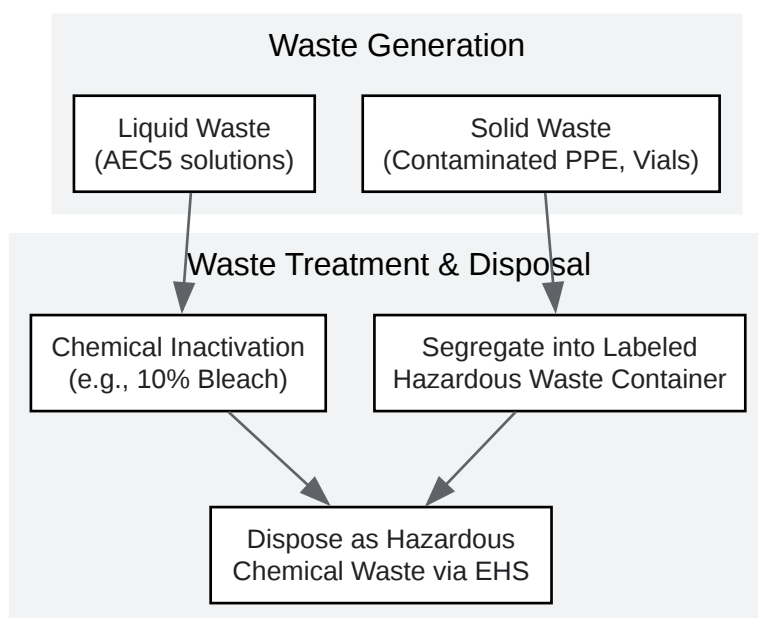 Waste Generation
Liquid Waste
(AEC5 solutions)
Solid Waste
(Contaminated PPE, Vials)
Waste Treatment & Disposal
Chemical Inactivation
(e.g., 10% Bleach)
Segregate into Labeled
Hazardous Waste Container
Dispose as Hazardous
Chemical Waste via EHS